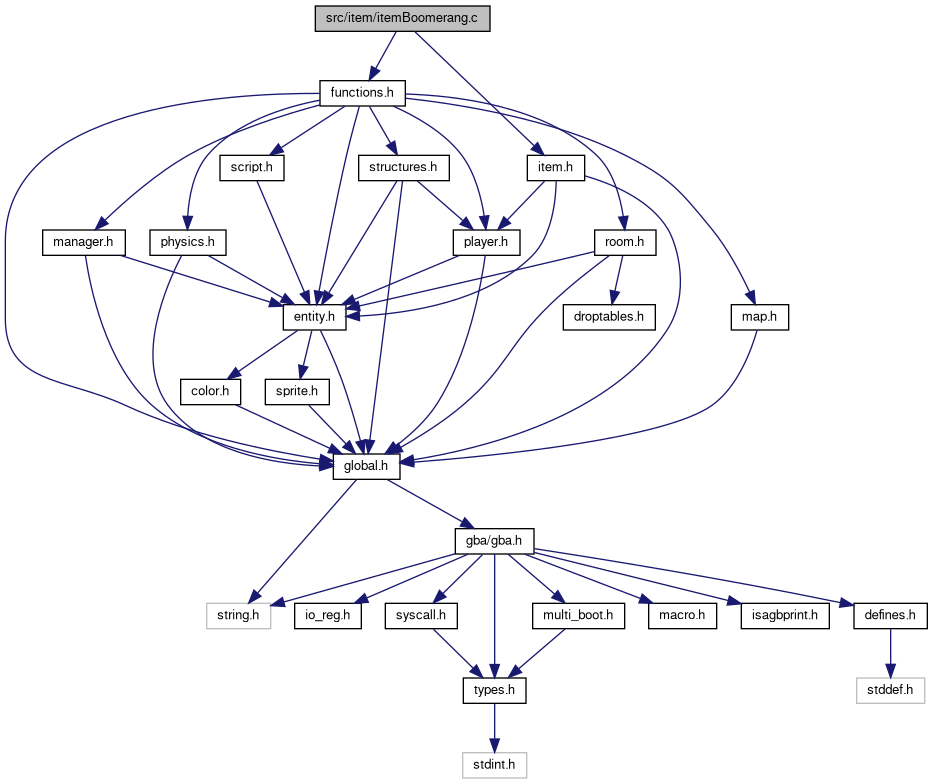 src/item/itemBoomerang.c
functions.h
script.h
structures.h
item.h
manager.h
physics.h
player.h
room.h
entity.h
droptables.h
map.h
color.h
sprite.h
global.h
gba/gba.h
string.h
io_reg.h
syscall.h
multi_boot.h
macro.h
isagbprint.h
defines.h
types.h
stddef.h
stdint.h